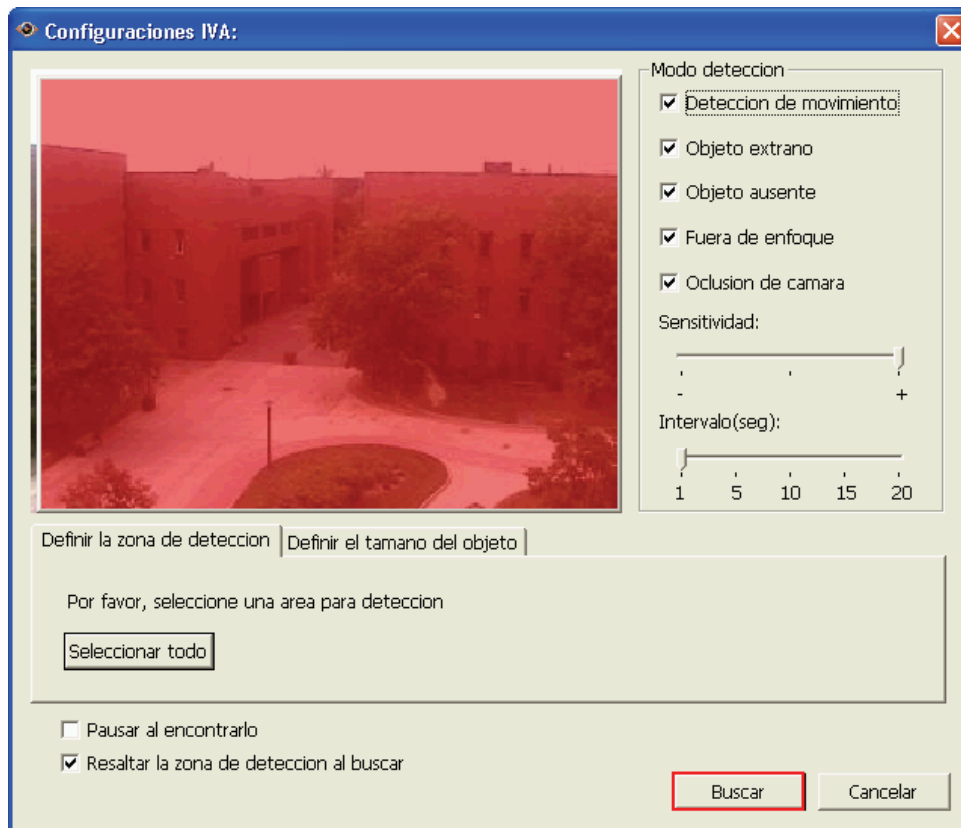 Configuraciones IVA:
Modo deteccion
Deteccion de movimiento
Objeto extrano
Objeto ausente
Fuera de enfoque
Oclusion de camara
Sensitividad:
- +
Intervalo(seg):
1 5 10 15 20
Definir la zona de deteccion Definir el tamano del objeto
Por favor, seleccione una area para deteccion
Seleccionar todo
Pausar al encontrarlo
Resaltar la zona de deteccion al buscar
Buscar Cancelar